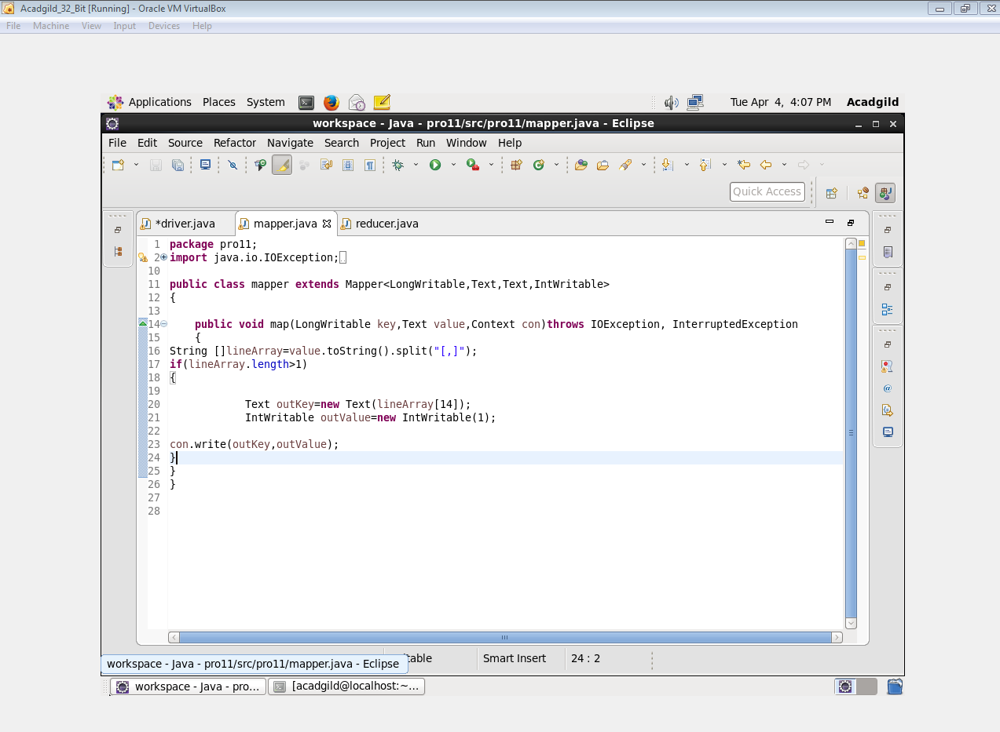 Acadgild_32_Bit [Running] - Oracle VM VirtualBox
File Machine View Input Devices Help
Applications Places System Tue Apr 4, 4:07 PM Acadgild
workspace - Java - pro11/src/pro11/mapper.java - Eclipse
File Edit Source Refactor Navigate Search Project Run Window Help
Quick Access
*driver.java mapper.java reducer.java
1 package pro11;
2 import java.io.IOException;
10
11 public class mapper extends Mapper<LongWritable,Text,Text,IntWritable>
12 {
13
14 public void map(LongWritable key,Text value,Context con)throws IOException, InterruptedException
15 {
16 String []lineArray=value.toString().split("[,]");
17 if(lineArray.length>1)
18 {
19
20 Text outKey=new Text(lineArray[14]);
21 IntWritable outValue=new IntWritable(1);
22
23 con.write(outKey,outValue);
24 }
25 }
26 }
27
28
table Smart Insert 24 : 2
workspace - Java - pro11/src/pro11/mapper.java - Eclipse
workspace - Java - pro... [acadgild@localhost:~...